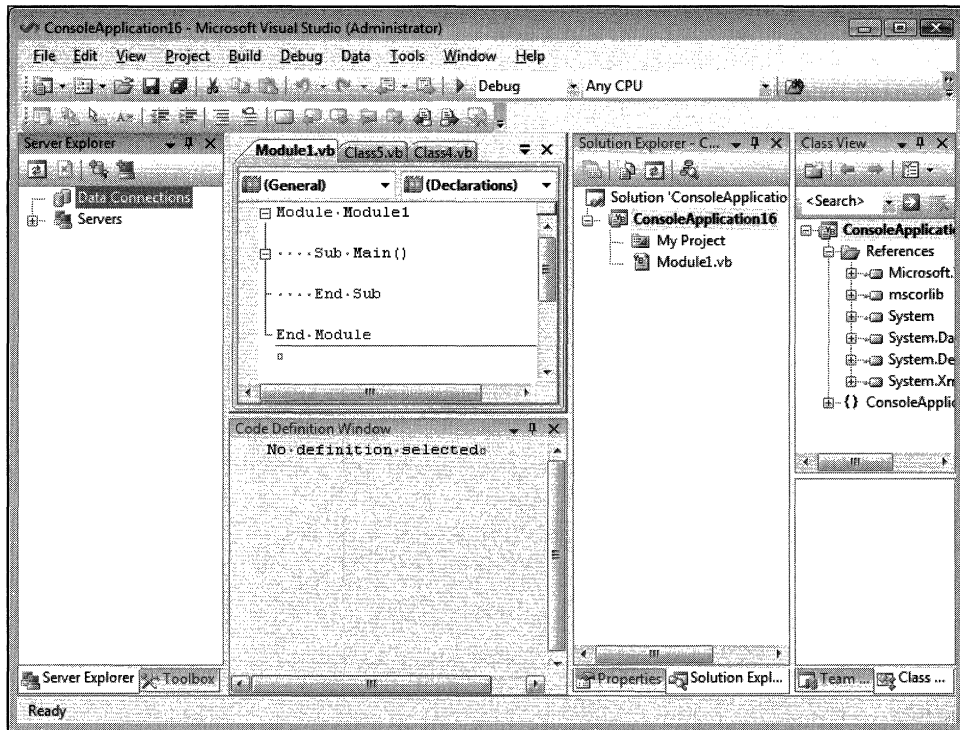 ConsoleApplication16 - Microsoft Visual Studio (Administrator)
File Edit View Project Build Debug Data Tools Window Help
Debug Any CPU
Server Explorer
Data Connections
Servers
Server Explorer Toolbox
Module1.vb Class5.vb Class4.vb
(General) (Declarations)
Module·Module1
····Sub·Main()
····End·Sub
End·Module
Code Definition Window
No·definition·selected
Solution Explorer - C...
Solution 'ConsoleApplicatio
ConsoleApplication16
My Project
Module1.vb
Properties Solution Expl...
Class View
<Search>
ConsoleApplicati
References
Microsoft.
mscorlib
System
System.Da
System.De
System.Xm
{} ConsoleApplic
Team ... Class ...
Ready